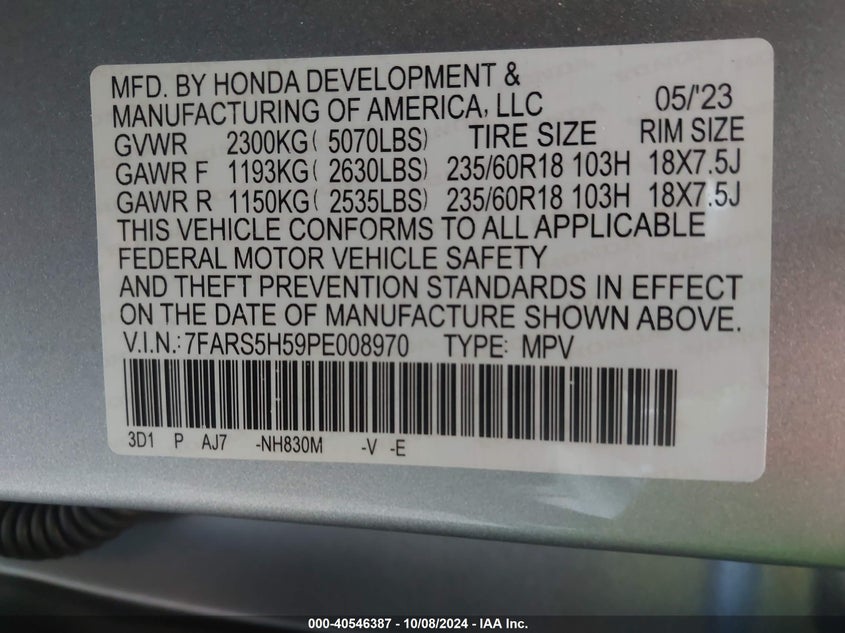 MFD. BY HONDA DEVELOPMENT &
MANUFACTURING OF AMERICA, LLC 05/'23
GVWR 2300KG( 5070LBS) TIRE SIZE RIM SIZE
GAWR F 1193KG( 2630LBS) 235/60R18 103H 18X7.5J
GAWR R 1150KG( 2535LBS) 235/60R18 103H 18X7.5J
THIS VEHICLE CONFORMS TO ALL APPLICABLE
FEDERAL MOTOR VEHICLE SAFETY
AND THEFT PREVENTION STANDARDS IN EFFECT
ON THE DATE OF MANUFACTURE SHOWN ABOVE.
V.I.N.:7FARS5H59PE008970 TYPE: MPV
3D1 P AJ7 -NH830M -V -E
000-40546387 - 10/08/2024 - IAA Inc.